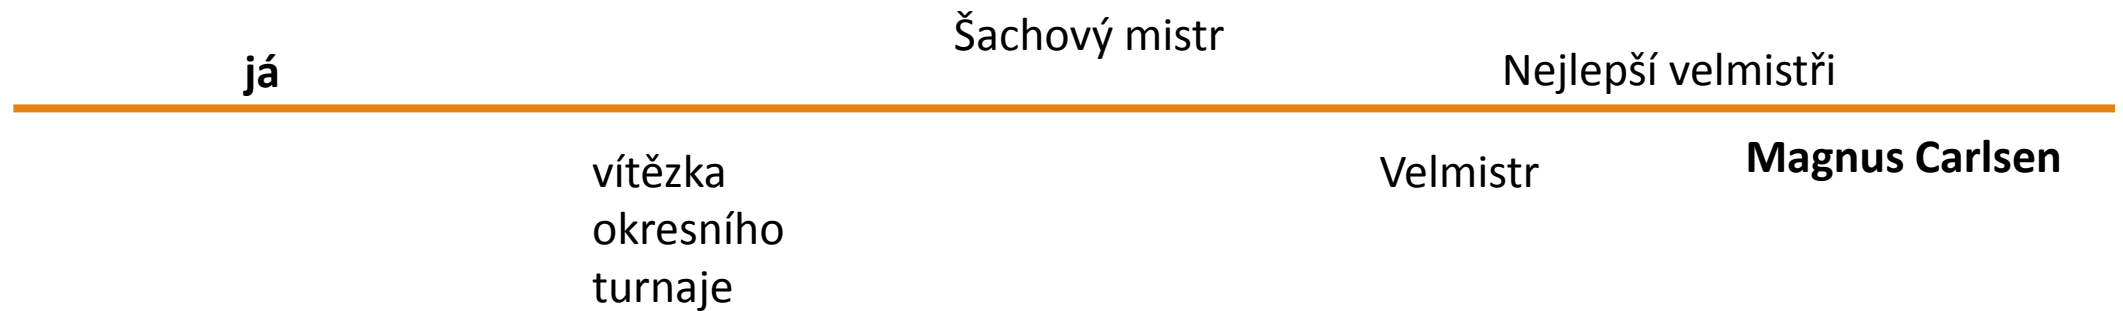 Šachový mistr
já
Nejlepší velmistři
vítězka
okresního
turnaje
Velmistr
Magnus Carlsen